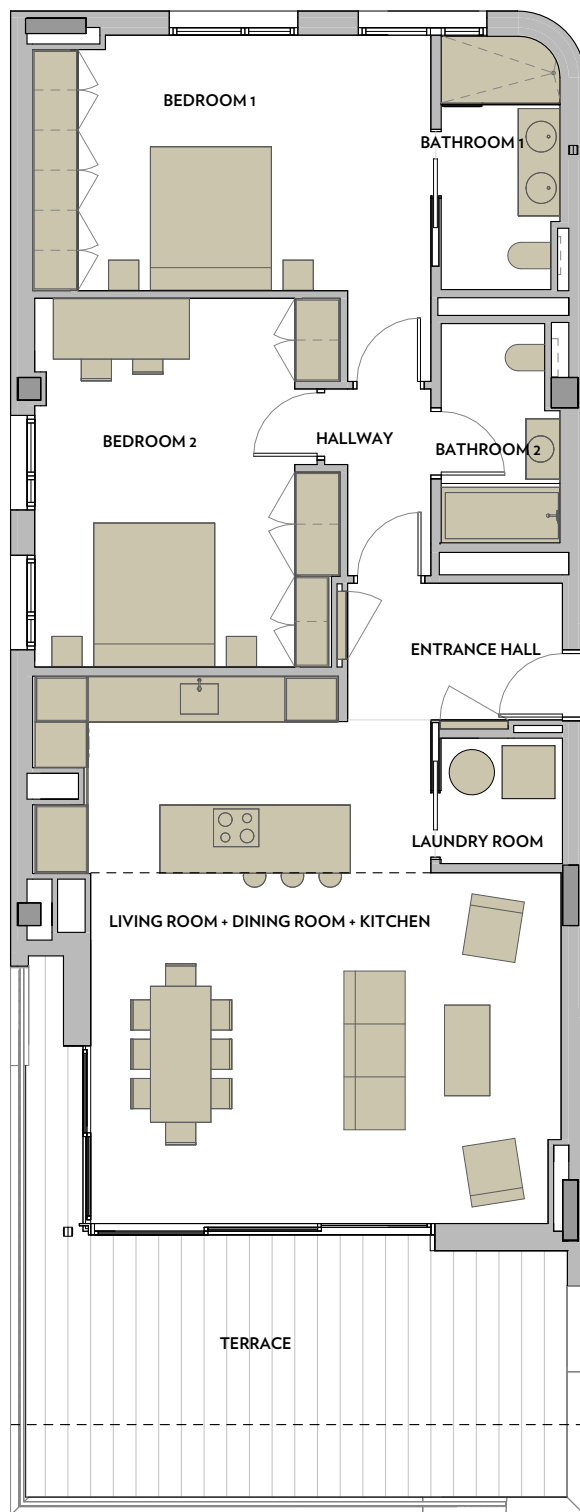 BEDROOM 1
BATHROOM 1
BEDROOM 2
HALLWAY
BATHROOM 2
ENTRANCE HALL
LAUNDRY ROOM
LIVING ROOM + DINING ROOM + KITCHEN
TERRACE